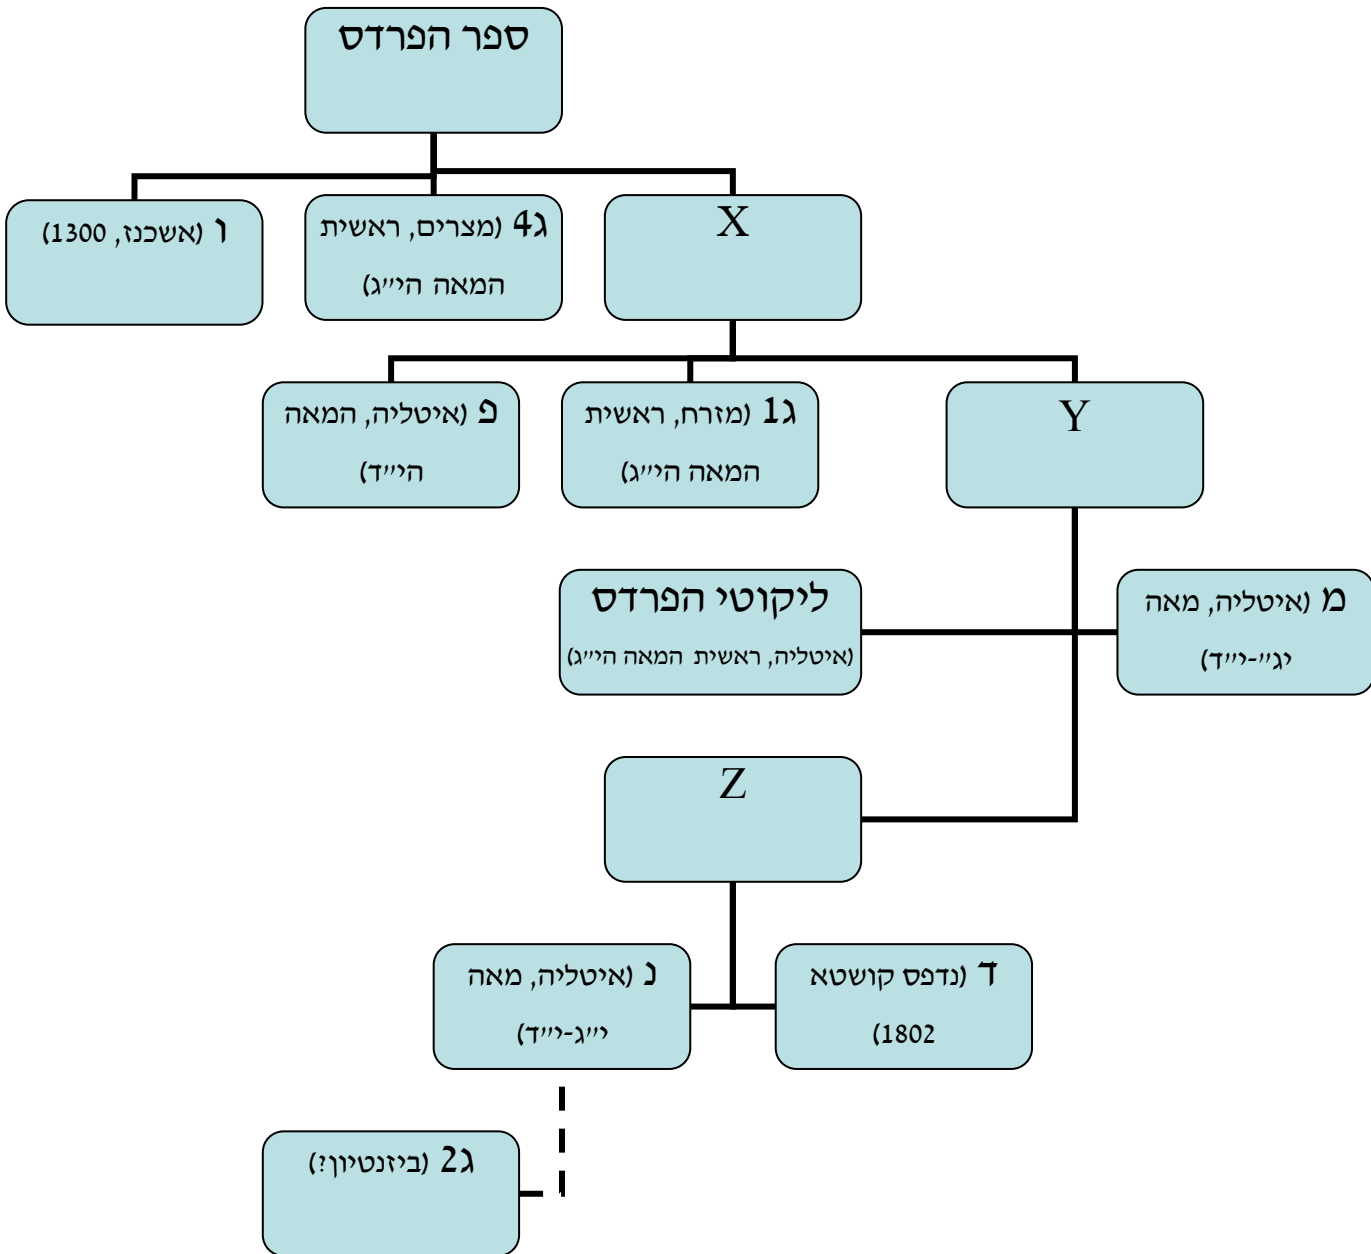 ספר הפרדס
ו (אשכנז, 1300)
ג4 (מצרים, ראשית
המאה הי״ג)
X
פ (איטליה, המאה
הי״ד)
ג1 (מזרח, ראשית
המאה הי״ג)
Y
ליקוטי הפרדס
(איטליה, ראשית המאה הי״ג)
מ (איטליה, מאה
יג״-י״ד)
Z
נ (איטליה, מאה
י״ג-י״ד)
ד (נדפס קושטא
1802)
ג2 (ביזנטיון?)